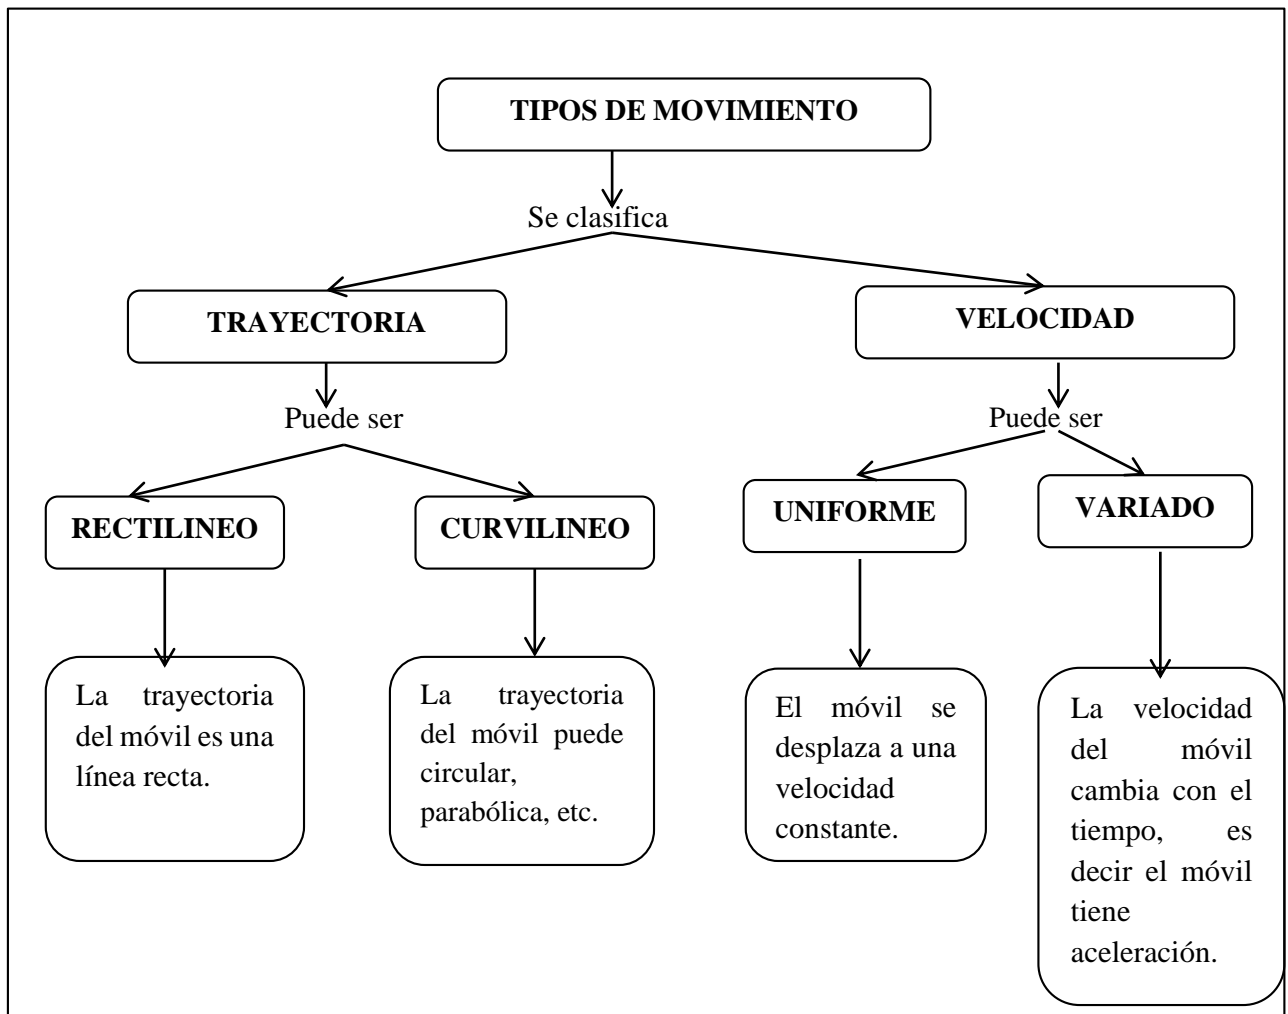 TIPOS DE MOVIMIENTO
Se clasifica
TRAYECTORIA
VELOCIDAD
Puede ser
Puede ser
RECTILINEO
CURVILINEO
UNIFORME
VARIADO
La trayectoria
del móvil es una
línea recta.
La trayectoria
del móvil puede
circular,
parabólica, etc.
El móvil se
desplaza a una
velocidad
constante.
La velocidad
del móvil
cambia con el
tiempo, es
decir el móvil
tiene
aceleración.